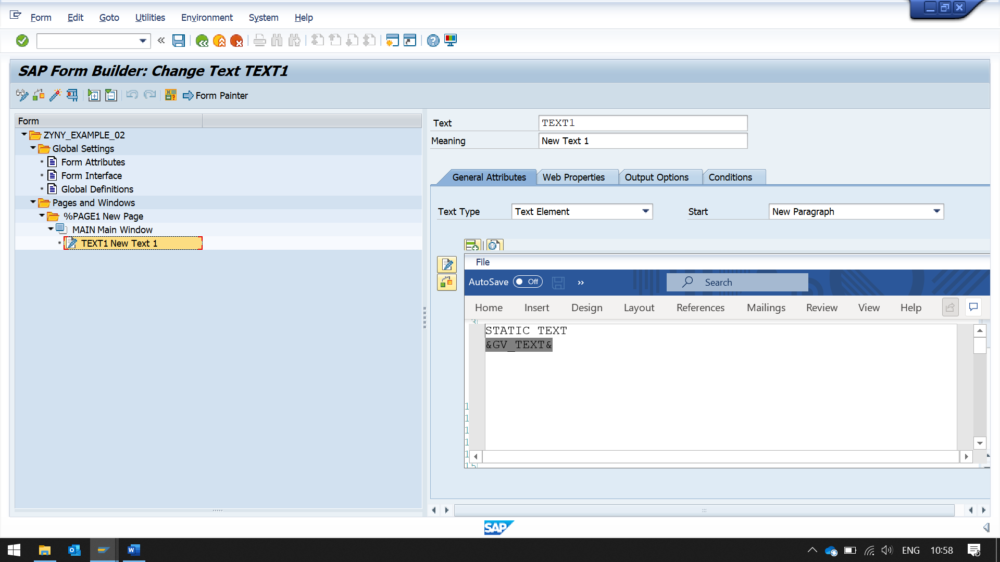 Form Edit Goto Utilities Environment System Help
SAP Form Builder: Change Text TEXT1
Form Painter
Form
ZYNY_EXAMPLE_02
Global Settings
Form Attributes
Form Interface
Global Definitions
Pages and Windows
%PAGE1 New Page
MAIN Main Window
TEXT1 New Text 1
Text TEXT1
Meaning New Text 1
General Attributes Web Properties Output Options Conditions
Text Type Text Element Start New Paragraph
File
AutoSave Off Search
Home Insert Design Layout References Mailings Review View Help
STATIC TEXT
&GV_TEXT&
SAP
ENG 10:58